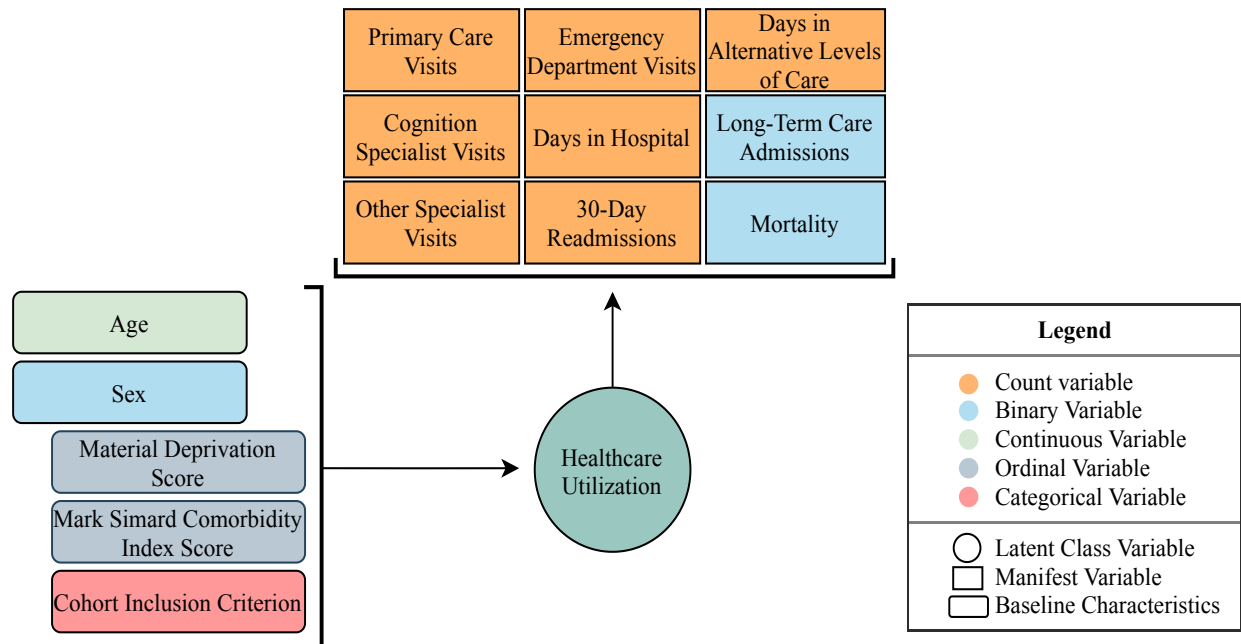 Primary Care
Visits
Emergency
Department Visits
Days in
Alternative Levels
of Care
Cognition
Specialist Visits
Days in Hospital
Long-Term Care
Admissions
Other Specialist
Visits
30-Day
Readmissions
Mortality
Age
Sex
Material Deprivation
Score
Mark Simard Comorbidity
Index Score
Cohort Inclusion Criterion
Healthcare
Utilization
Legend
Count variable
Binary Variable
Continuous Variable
Ordinal Variable
Categorical Variable
Latent Class Variable
Manifest Variable
Baseline Characteristics